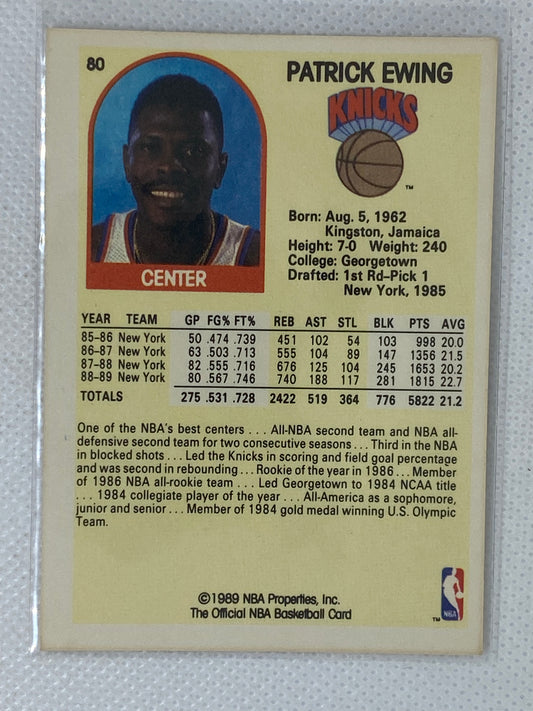 80
PATRICK EWING
KNICKS
TM
Born: Aug. 5, 1962
Kingston, Jamaica
Height: 7-0 Weight: 240
College: Georgetown
Drafted: 1st Rd-Pick 1
New York, 1985
CENTER
YEAR TEAM GP FG% FT% REB AST STL BLK PTS AVG
85-86 New York 50 .474 .739 451 102 54 103 998 20.0
86-87 New York 63 .503 .713 555 104 89 147 1356 21.5
87-88 New York 82 .555 .716 676 125 104 245 1653 20.2
88-89 New York 80 .567 .746 740 188 117 281 1815 22.7
TOTALS 275 .531 .728 2422 519 364 776 5822 21.2
One of the NBA's best centers . . . All-NBA second team and NBA all-
defensive second team for two consecutive seasons . . . Third in the NBA
in blocked shots . . . Led the Knicks in scoring and field goal percentage
and was second in rebounding . . . Rookie of the year in 1986 . . . Member
of 1986 NBA all-rookie team . . . Led Georgetown to 1984 NCAA title
. . . 1984 collegiate player of the year . . . All-America as a sophomore,
junior and senior . . . Member of 1984 gold medal winning U.S. Olympic
Team.
©1989 NBA Properties, Inc.
The Official NBA Basketball Card
NBA
TM